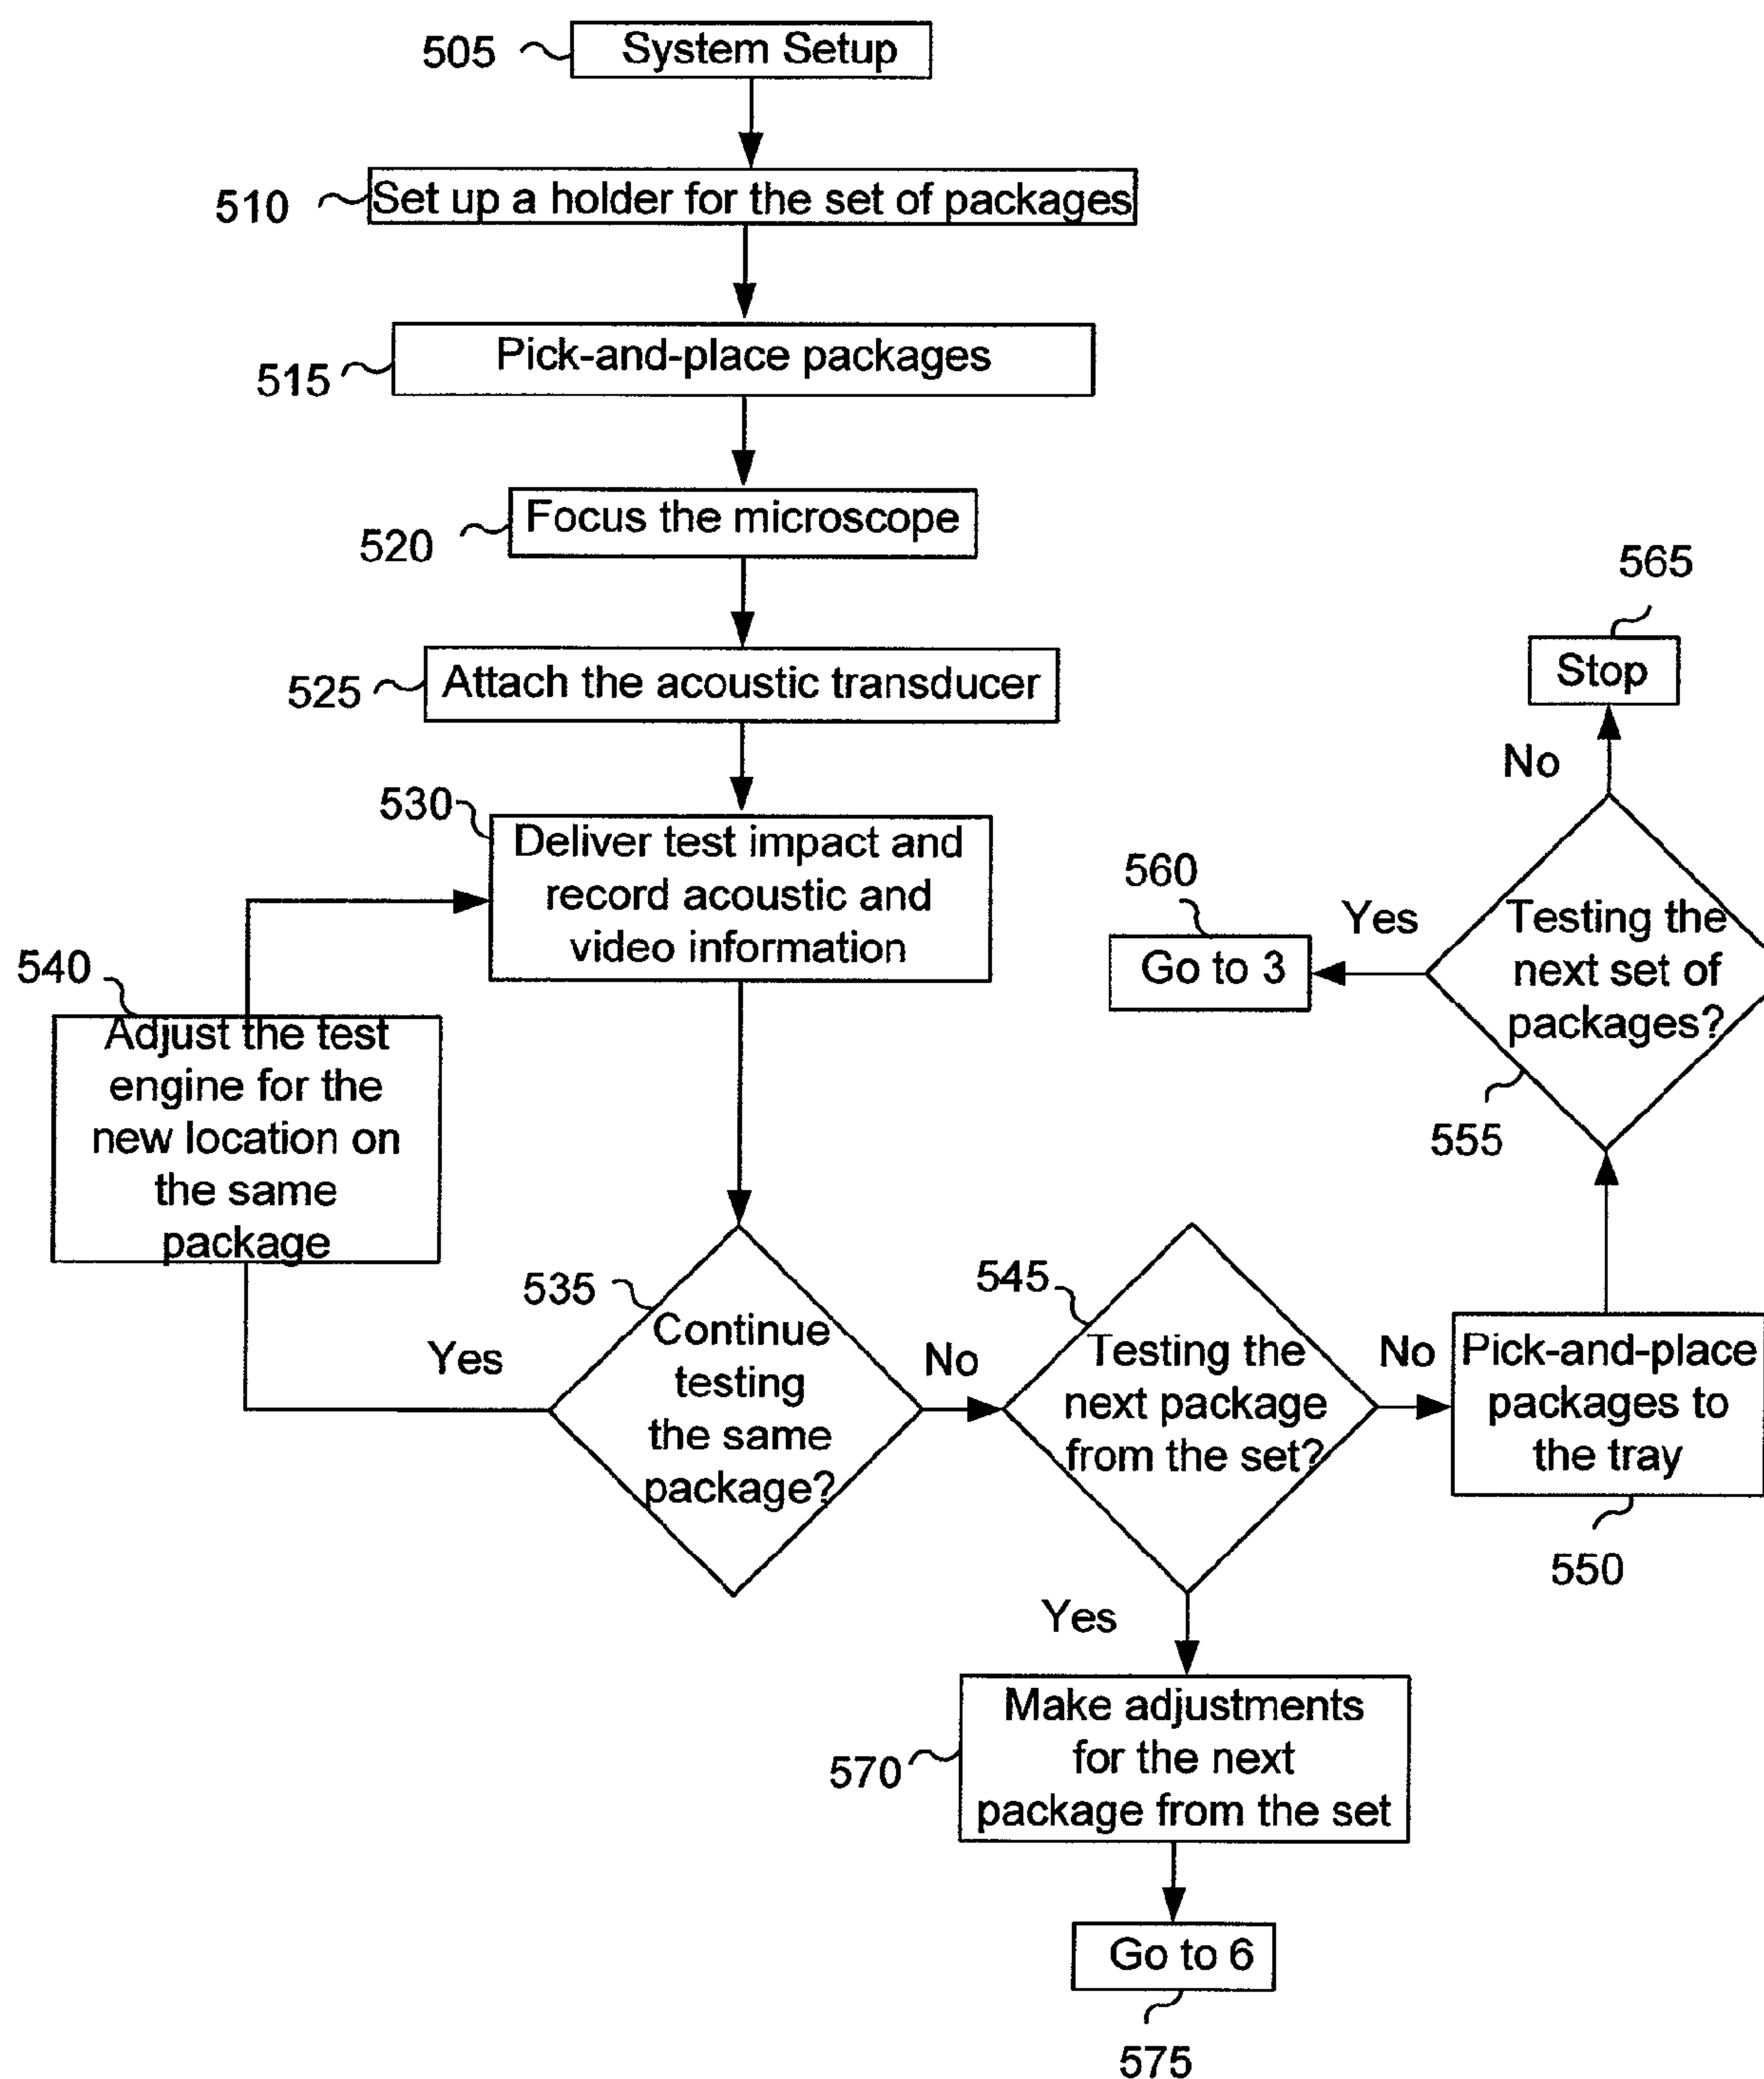 505
System Setup
510
Set up a holder for the set of packages
515
Pick-and-place packages
520
Focus the microscope
525
Attach the acoustic transducer
530
Deliver test impact and
record acoustic and
video information
540
Adjust the test
engine for the
new location on
the same
package
535
Continue
testing
the same
package?
Yes
No
545
Testing the
next package
from the set?
No
Yes
Pick-and-place
packages to
the tray
550
555
Testing the
next set of
packages?
Yes
560
Go to 3
No
565
Stop
570
Make adjustments
for the next
package from the set
Go to 6
575